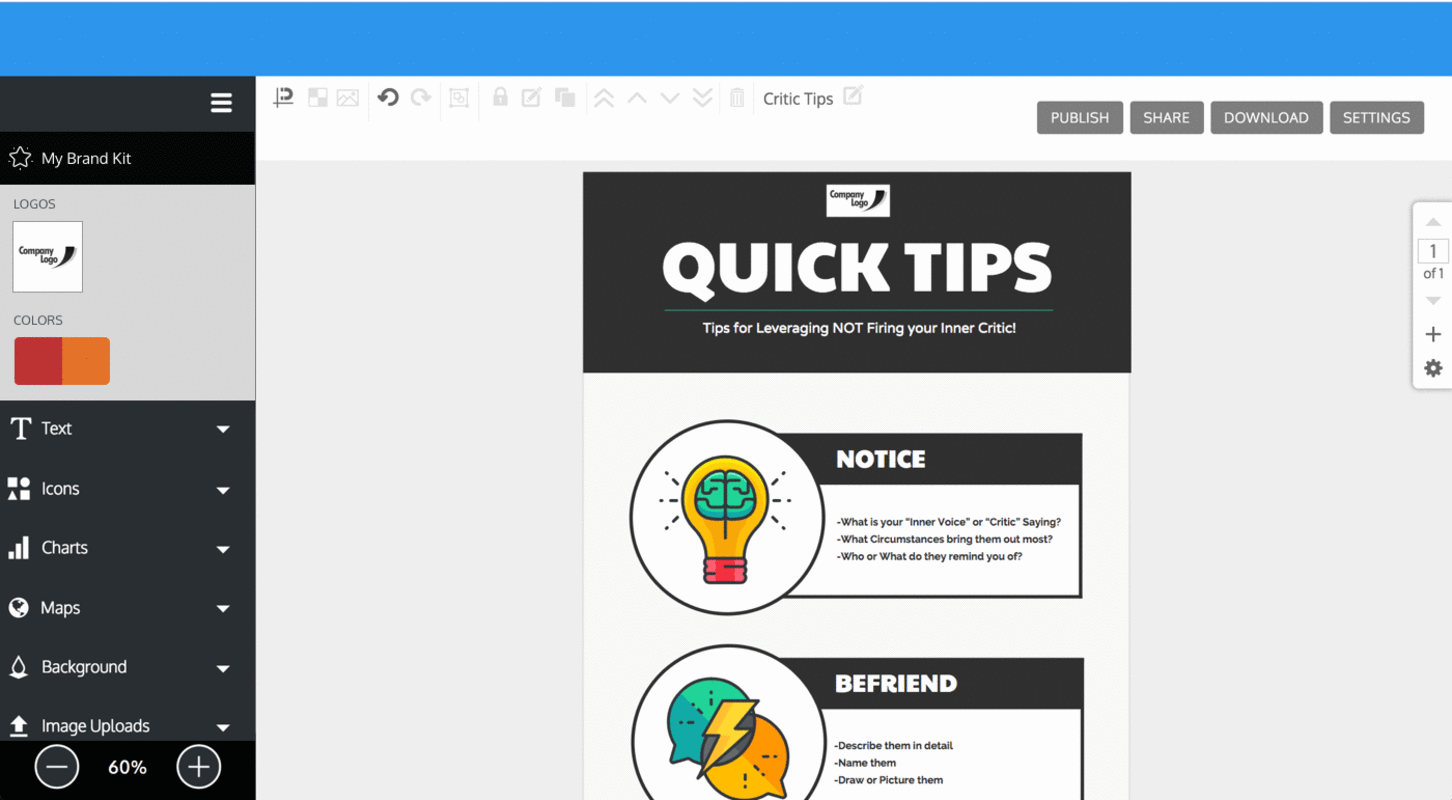 Critic Tips
PUBLISH
SHARE
DOWNLOAD
SETTINGS
My Brand Kit
LOGOS
Company
Logo
COLORS
Text
Icons
Charts
Maps
Background
Image Uploads
60%
Company
Logo
QUICK TIPS
Tips for Leveraging NOT Firing your Inner Critic!
NOTICE
-What is your “Inner Voice” or “Critic” Saying?
-What Circumstances bring them out most?
-Who or What do they remind you of?
BEFRIEND
-Describe them in detail
-Name them
-Draw or Picture them
1
of 1